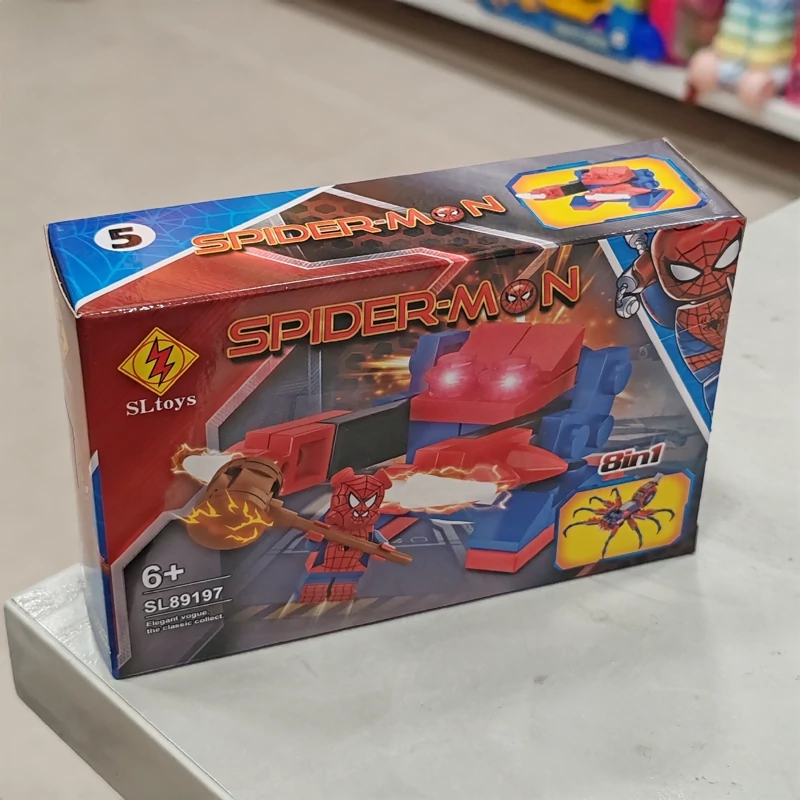 5
SPIDER-MON
SPIDER-MON
SLtoys
8in1
6+
SL89197
Elegant vogue.
the classic collect